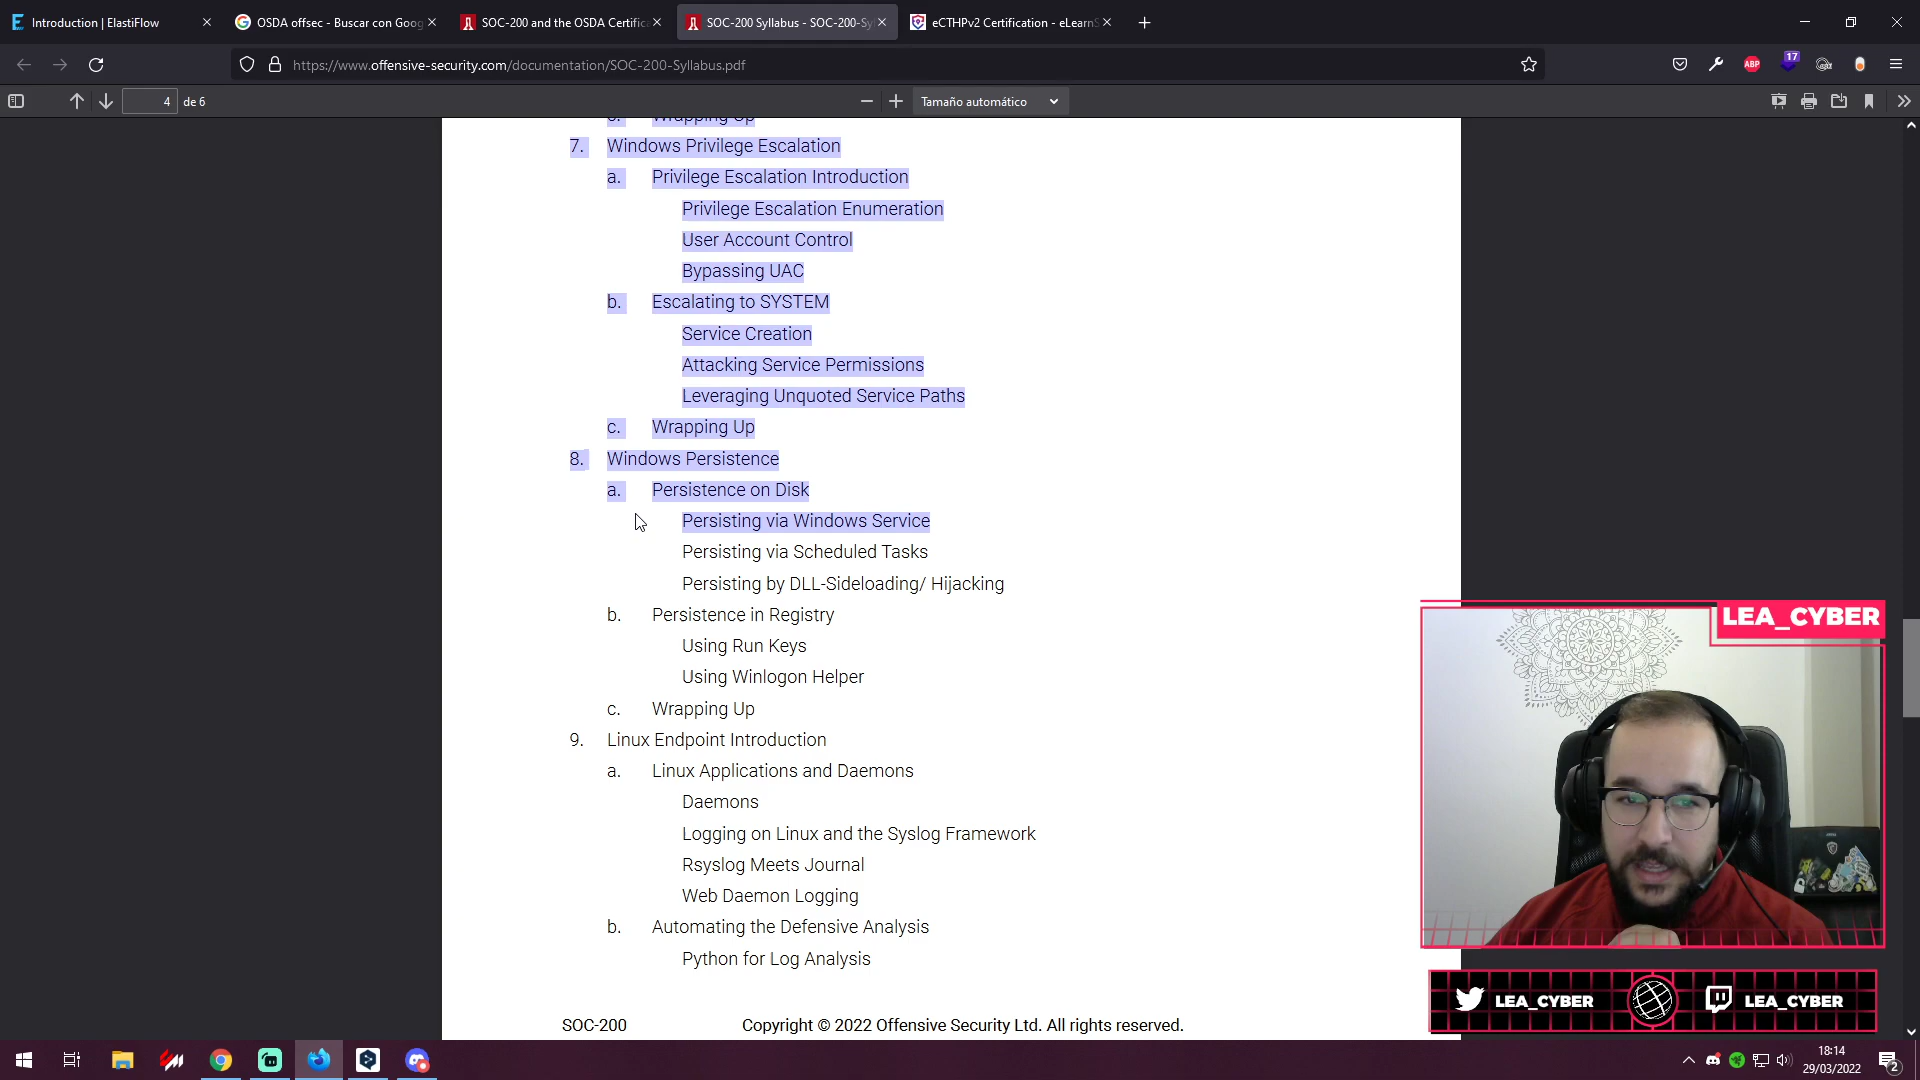 Introduction | ElastiFlow
OSDA offsec - Buscar con Goog
SOC-200 and the OSDA Certific
SOC-200 Syllabus - SOC-200-Sy
eCTHPv2 Certification - eLearnS
https://www.offensive-security.com/documentation/SOC-200-Syllabus.pdf
ABP
17
4 de 6
Tamaño automático
Wrapping Up
7. Windows Privilege Escalation
a. Privilege Escalation Introduction
Privilege Escalation Enumeration
User Account Control
Bypassing UAC
b. Escalating to SYSTEM
Service Creation
Attacking Service Permissions
Leveraging Unquoted Service Paths
c. Wrapping Up
8. Windows Persistence
a. Persistence on Disk
Persisting via Windows Service
Persisting via Scheduled Tasks
Persisting by DLL-Sideloading/ Hijacking
b. Persistence in Registry
Using Run Keys
Using Winlogon Helper
c. Wrapping Up
9. Linux Endpoint Introduction
a. Linux Applications and Daemons
Daemons
Logging on Linux and the Syslog Framework
Rsyslog Meets Journal
Web Daemon Logging
b. Automating the Defensive Analysis
Python for Log Analysis
SOC-200 Copyright © 2022 Offensive Security Ltd. All rights reserved.
LEA_CYBER
LEA_CYBER
LEA_CYBER
18:14
29/03/2022
2